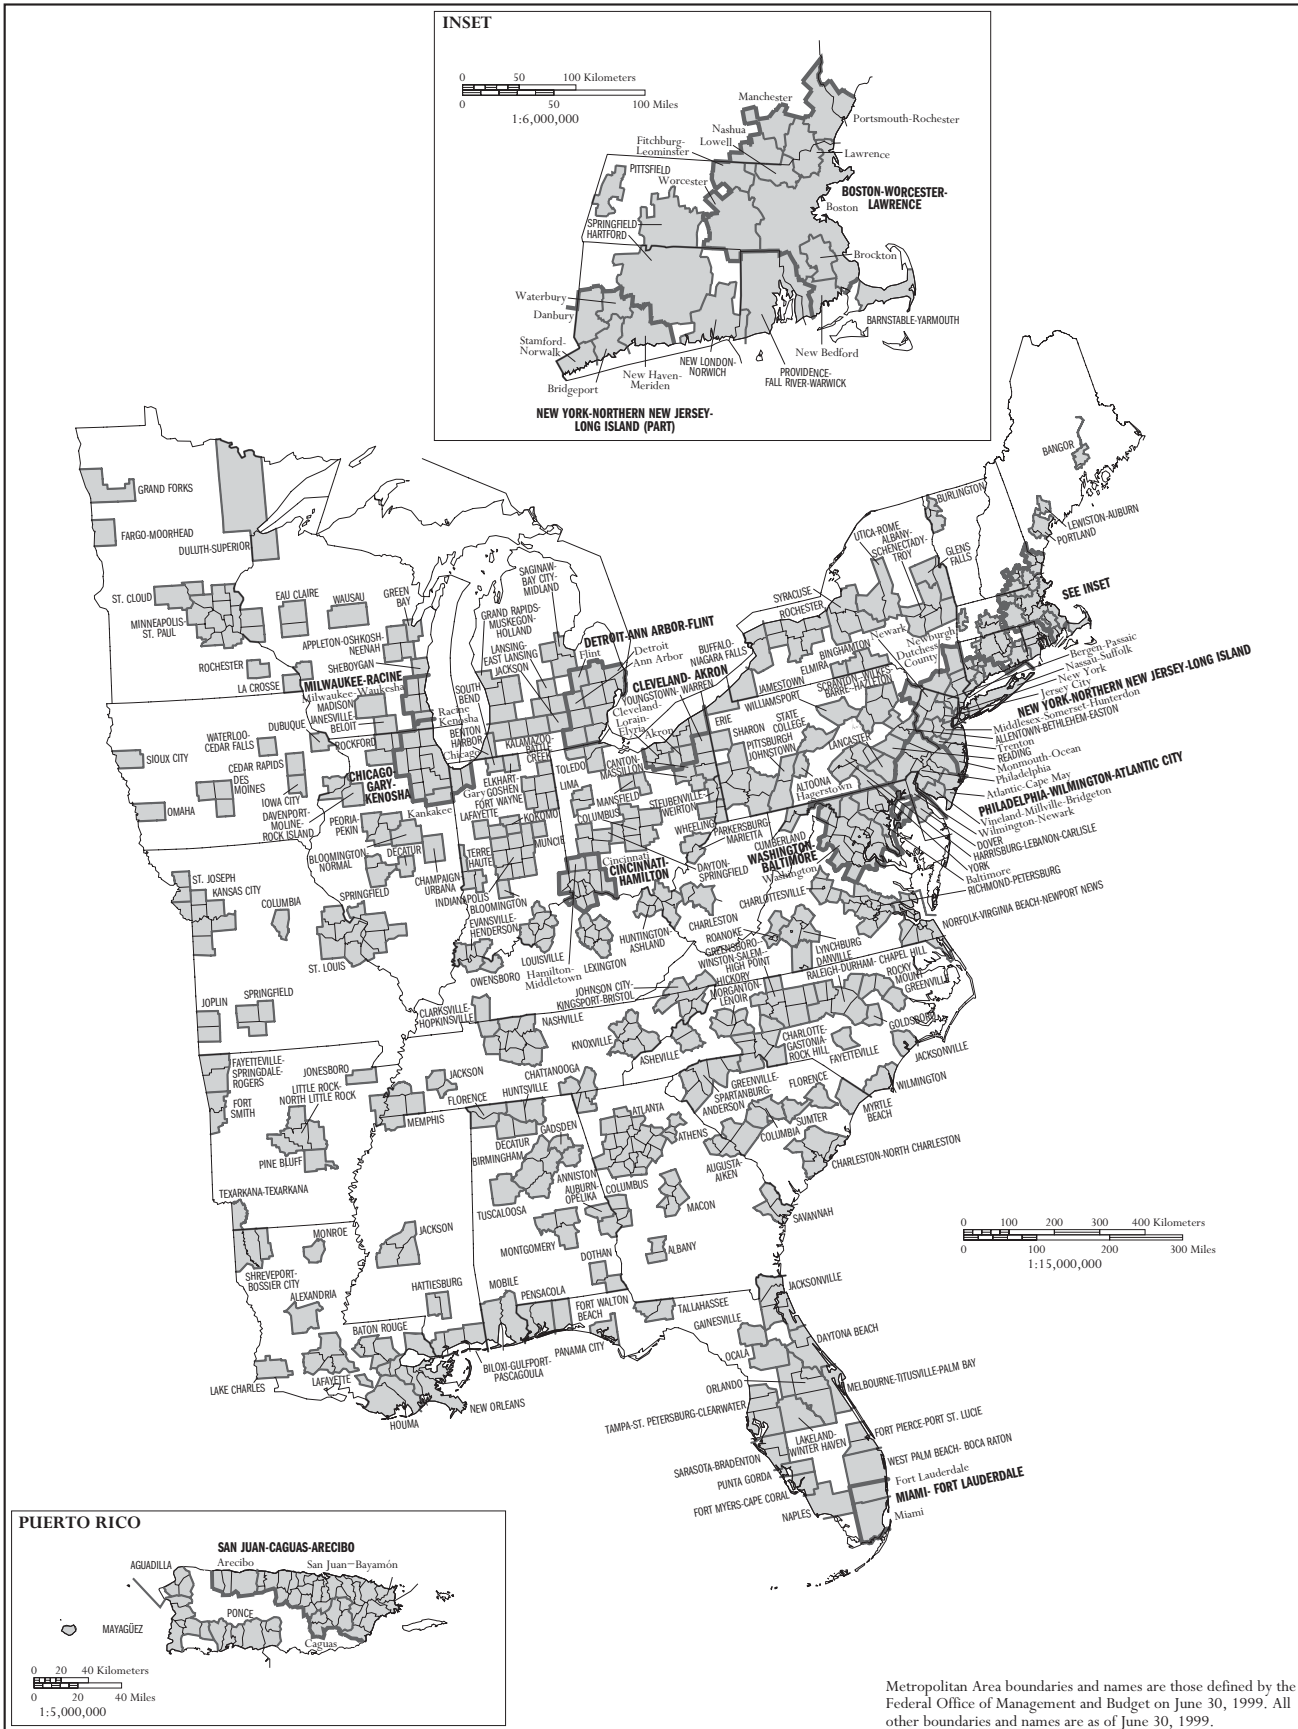 INSET
0 50 100 Kilometers
0 50 100 Miles
1:6,000,000
Manchester
Portsmouth-Rochester
Nashua
Lowell
Fitchburg-
Leominster
Lawrence
PITTSFIELD
Worcester
BOSTON-WORCESTER-
LAWRENCE
Boston
SPRINGFIELD
HARTFORD
Brockton
Waterbury
Danbury
BARNSTABLE-YARMOUTH
Stamford-
Norwalk
New Bedford
NEW LONDON-
NORWICH
PROVIDENCE-
FALL RIVER-WARWICK
New Haven-
Meriden
Bridgeport
NEW YORK-NORTHERN NEW JERSEY-
LONG ISLAND (PART)
BANGOR
GRAND FORKS
BURLINGTON
LEWISTON-AUBURN
PORTLAND
FARGO-MOORHEAD
DULUTH-SUPERIOR
UTICA-ROME
ALBANY-
SCHENECTADY-
TROY
GLENS
FALLS
SEE INSET
SAGINAW-
BAY CITY-
MIDLAND
ST. CLOUD
EAU CLAIRE
WAUSAU
GREEN
BAY
SYRACUSE
ROCHESTER
GRAND RAPIDS-
MUSKEGON-
HOLLAND
MINNEAPOLIS-
ST. PAUL
APPLETON-OSHKOSH-
NEENAH
DETROIT-ANN ARBOR-FLINT
Flint
Detroit
Ann Arbor
LANSING-
EAST LANSING
JACKSON
BUFFALO-
NIAGARA FALLS
BINGHAMTON
ELMIRA
Newark
Newburgh
Dutchess
County
Bergen-Passaic
Nassau-Suffolk
New York
Jersey City
NEW YORK-NORTHERN NEW JERSEY-LONG ISLAND
Middlesex-Somerset-Hunterdon
ALLENTOWN-BETHLEHEM-EASTON
Trenton
READING
Monmouth-Ocean
Philadelphia
Atlantic-Cape May
PHILADELPHIA-WILMINGTON-ATLANTIC CITY
Vineland-Millville-Bridgeton
Wilmington-Newark
DOVER
HARRISBURG-LEBANON-CARLISLE
YORK
Baltimore
RICHMOND-PETERSBURG
NORFOLK-VIRGINIA BEACH-NEWPORT NEWS
ROCHESTER
LA CROSSE
SHEBOYGAN
MILWAUKEE-RACINE
Milwaukee-Waukesha
MADISON
JANESVILLE-
BELOIT
Racine
Kenosha
SOUTH
BEND
BENTON
HARBOR
Chicago
CLEVELAND- AKRON
YOUNGSTOWN- WARREN
Cleveland-
Lorain-
Elyria
Akron
JAMESTOWN
WILLIAMSPORT
SCRANTON-WILKES-
BARRE-HAZLETON
ERIE
SHARON
STATE
COLLEGE
PITTSBURGH
JOHNSTOWN
LANCASTER
ALTOONA
Hagerstown
DUBUQUE
WATERLOO-
CEDAR FALLS
ROCKFORD
SIOUX CITY
CEDAR RAPIDS
DES
MOINES
IOWA CITY
DAVENPORT-
MOLINE-
ROCK ISLAND
OMAHA
CHICAGO-
GARY-
KENOSHA
Gary
Kankakee
KALAMAZOO-
BATTLE
CREEK
ELKHART-
GOSHEN
FORT WAYNE
LAFAYETTE
KOKOMO
MUNCIE
TOLEDO
LIMA
CANTON-
MASSILLON
MANSFIELD
COLUMBUS
STEUBENVILLE-
WEIRTON
WHEELING
PARKERSBURG
MARIETTA
CUMBERLAND
WASHINGTON-
BALTIMORE
Washington
PEORIA-
PEKIN
BLOOMINGTON-
NORMAL
DECATUR
SPRINGFIELD
CHAMPAIGN-
URBANA
TERRE
HAUTE
INDIANAPOLIS
BLOOMINGTON
EVANSVILLE-
HENDERSON
Cincinnati
CINCINNATI-
HAMILTON
DAYTON-
SPRINGFIELD
CHARLOTTESVILLE
CHARLESTON
HUNTINGTON-
ASHLAND
ST. JOSEPH
KANSAS CITY
COLUMBIA
ST. LOUIS
OWENSBORO
LOUISVILLE
Hamilton-
Middletown
LEXINGTON
ROANOKE
LYNCHBURG
DANVILLE
GREENSBORO-
WINSTON-SALEM-
HIGH POINT
HICKORY
MORGANTON-
LENOIR
RALEIGH-DURHAM- CHAPEL HILL
ROCKY
MOUNT
GREENVILLE
GOLDSBORO
JOPLIN
SPRINGFIELD
CLARKSVILLE-
HOPKINSVILLE
NASHVILLE
JOHNSON CITY-
KINGSPORT-BRISTOL
KNOXVILLE
ASHEVILLE
CHARLOTTE-
GASTONIA-
ROCK HILL
FAYETTEVILLE
JACKSONVILLE
WILMINGTON
FAYETTEVILLE-
SPRINGDALE-
ROGERS
JONESBORO
LITTLE ROCK-
NORTH LITTLE ROCK
FORT
SMITH
JACKSON
MEMPHIS
FLORENCE
HUNTSVILLE
CHATTANOOGA
GREENVILLE-
SPARTANBURG-
ANDERSON
FLORENCE
SUMTER
MYRTLE
BEACH
COLUMBIA
CHARLESTON-NORTH CHARLESTON
PINE BLUFF
DECATUR
GADSDEN
BIRMINGHAM
ATLANTA
ATHENS
ANNISTON
AUBURN-
OPELIKA
COLUMBUS
AUGUSTA-
AIKEN
MACON
SAVANNAH
TEXARKANA-TEXARKANA
MONROE
JACKSON
TUSCALOOSA
MONTGOMERY
DOTHAN
ALBANY
0 100 200 300 400 Kilometers
0 100 200 300 Miles
1:15,000,000
SHREVEPORT-
BOSSIER CITY
ALEXANDRIA
HATTIESBURG
MOBILE
PENSACOLA
FORT WALTON
BEACH
TALLAHASSEE
JACKSONVILLE
GAINESVILLE
DAYTONA BEACH
BATON ROUGE
BILOXI-GULFPORT-
PASCAGOULA
PANAMA CITY
OCALA
LAKE CHARLES
LAFAYETTE
HOUMA
NEW ORLEANS
ORLANDO
MELBOURNE-TITUSVILLE-PALM BAY
TAMPA-ST. PETERSBURG-CLEARWATER
LAKELAND-
WINTER HAVEN
FORT PIERCE-PORT ST. LUCIE
SARASOTA-BRADENTON
WEST PALM BEACH- BOCA RATON
PUNTA GORDA
Fort Lauderdale
MIAMI- FORT LAUDERDALE
FORT MYERS-CAPE CORAL
NAPLES
Miami
PUERTO RICO
SAN JUAN-CAGUAS-ARECIBO
AGUADILLA
Arecibo
San Juan–Bayamón
PONCE
MAYAGÜEZ
Caguas
0 20 40 Kilometers
0 20 40 Miles
1:5,000,000
Metropolitan Area boundaries and names are those defined by the
Federal Office of Management and Budget on June 30, 1999. All
other boundaries and names are as of June 30, 1999.